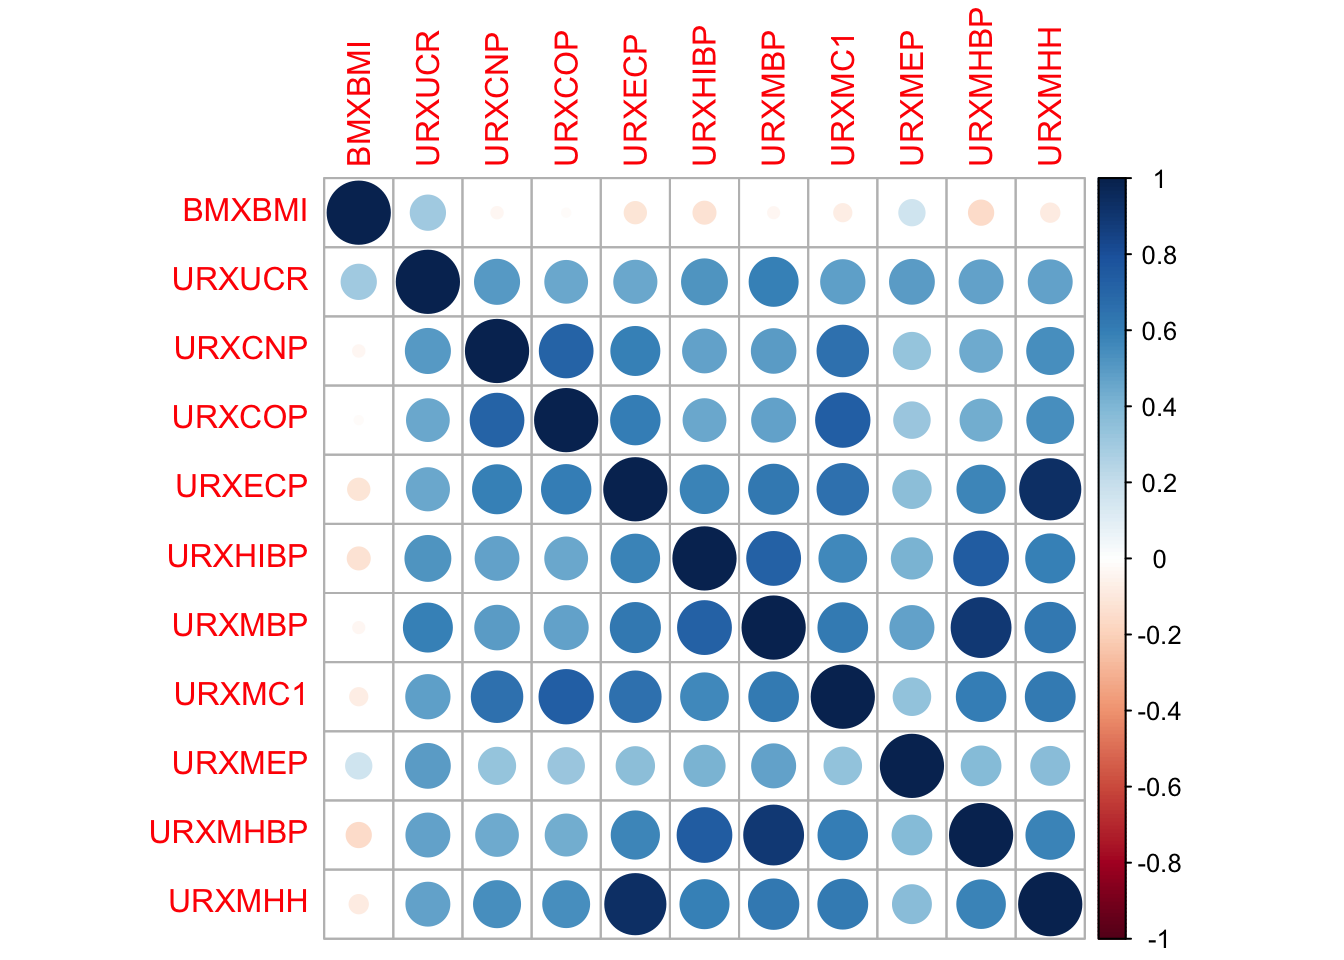 BMXBMI
URXUCR
URXCNP
URXCOP
URXECP
URXHIBP
URXMBP
URXMC1
URXMEP
URXMHBP
URXMHH
BMXBMI
URXUCR
URXCNP
URXCOP
URXECP
URXHIBP
URXMBP
URXMC1
URXMEP
URXMHBP
URXMHH
1
0.8
0.6
0.4
0.2
0
-0.2
-0.4
-0.6
-0.8
-1